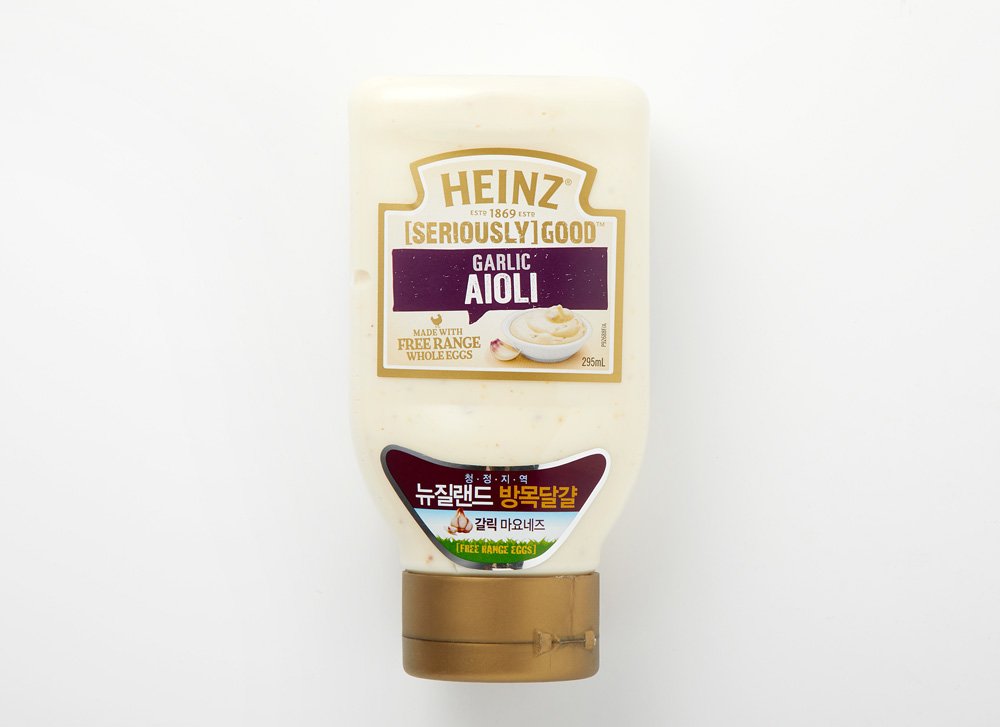 HEINZ®
ESTD 1869 ESTD
[SERIOUSLY]GOOD™
GARLIC
AIOLI
MADE WITH
FREE RANGE
WHOLE EGGS
295mL
청·정·지·역
뉴질랜드 방목달걀
갈릭 마요네즈
[FREE RANGE EGGS]